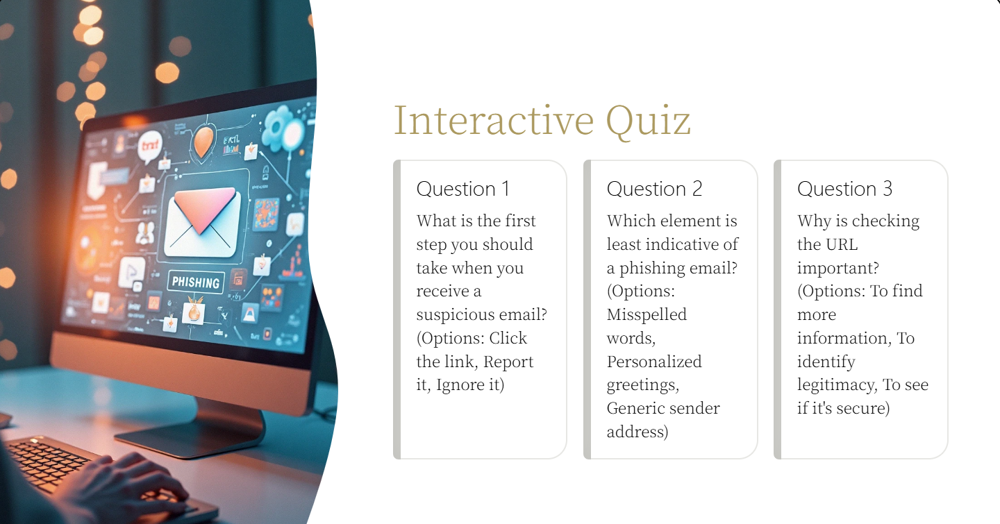 PHISHING
Interactive Quiz
Question 1
What is the first
step you should
take when you
receive a
suspicious email?
(Options: Click
the link, Report
it, Ignore it)
Question 2
Which element is
least indicative of
a phishing email?
(Options:
Misspelled
words,
Personalized
greetings,
Generic sender
address)
Question 3
Why is checking
the URL
important?
(Options: To find
more
information, To
identify
legitimacy, To see
if it's secure)